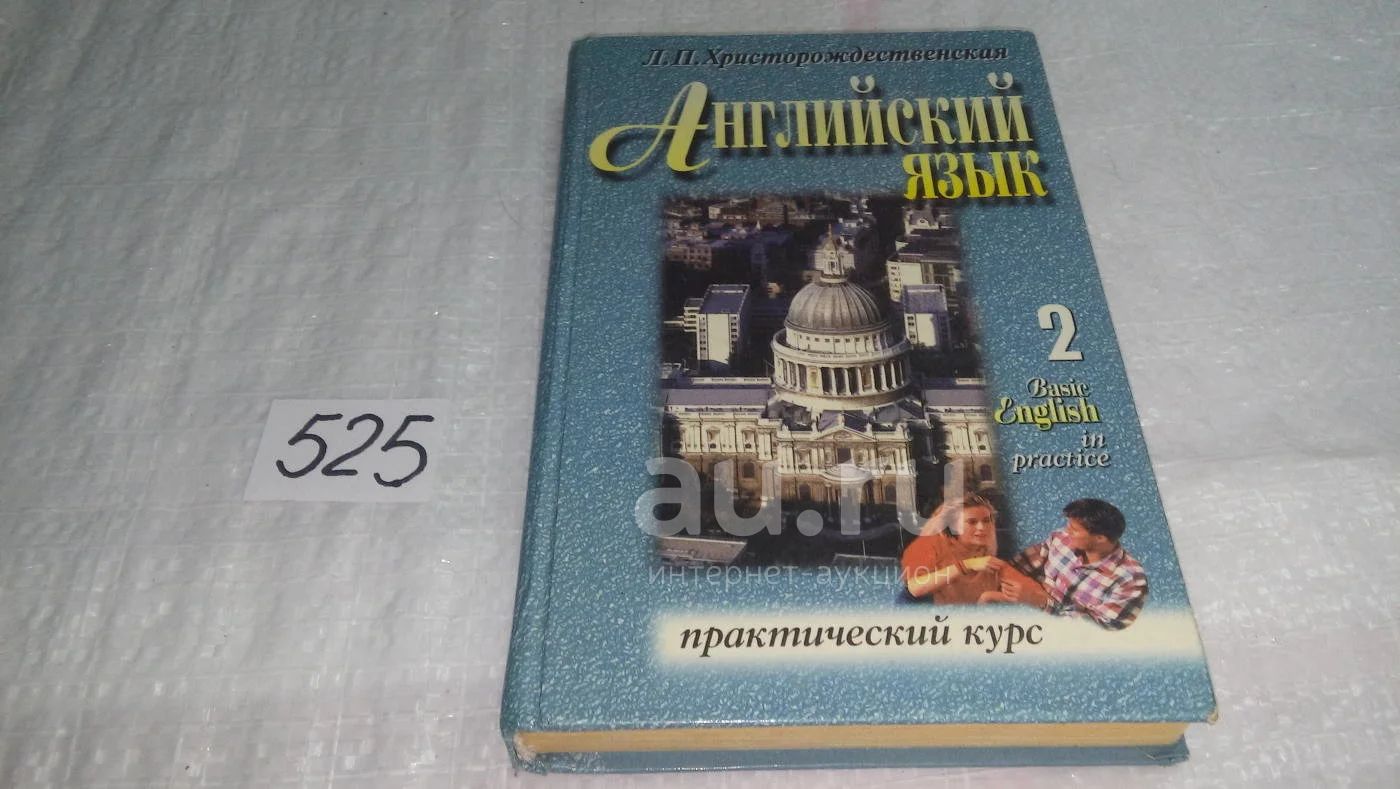 Л.П.Христорождественская
Английский
язык
2
Basic
English
in
practice
525
au.ru
интернет-аукцион
практический курс